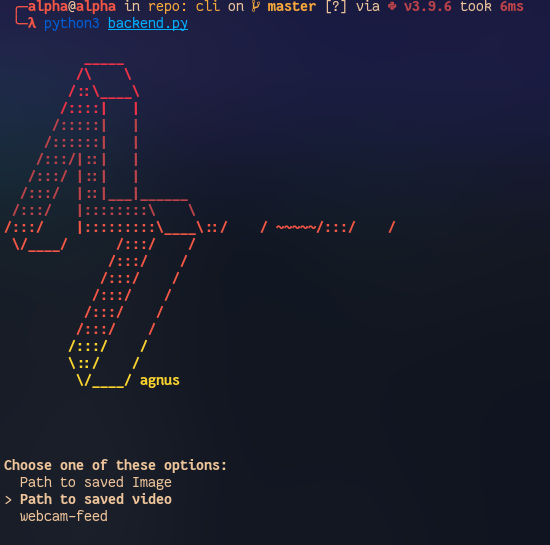 alpha@alpha in repo: cli on master [?] via v3.9.6 took 6ms
λ python3 backend.py
agnus
Choose one of these options:
Path to saved Image
> Path to saved video
webcam-feed